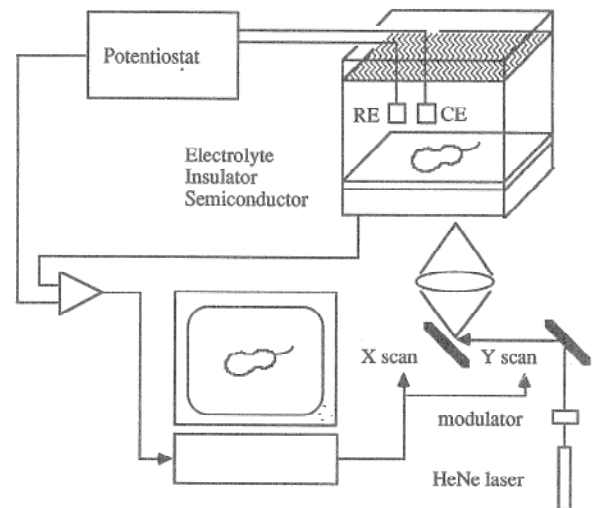 Potentiostat
RE
CE
Electrolyte
Insulator
Semiconductor
X scan
Y scan
modulator
HeNe laser